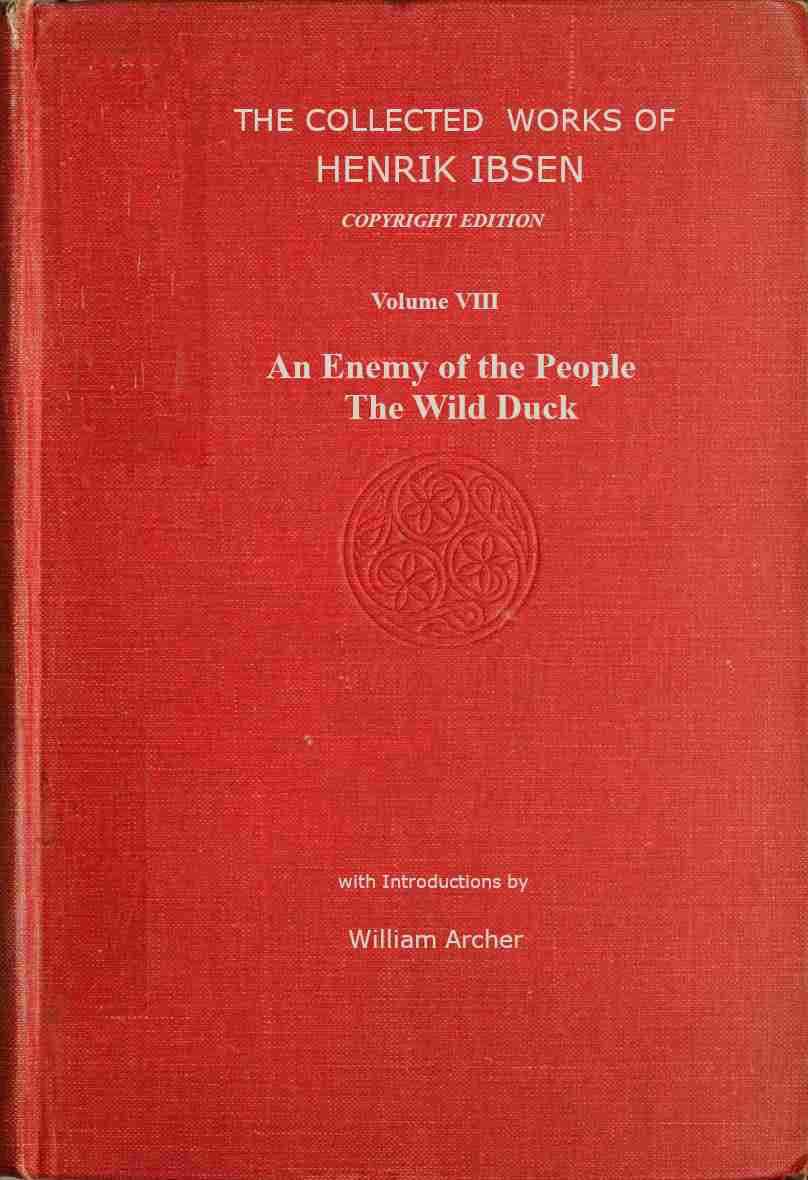 THE COLLECTED WORKS OF
HENRIK IBSEN
COPYRIGHT EDITION
Volume VIII
An Enemy of the People
The Wild Duck
with Introductions by
William Archer